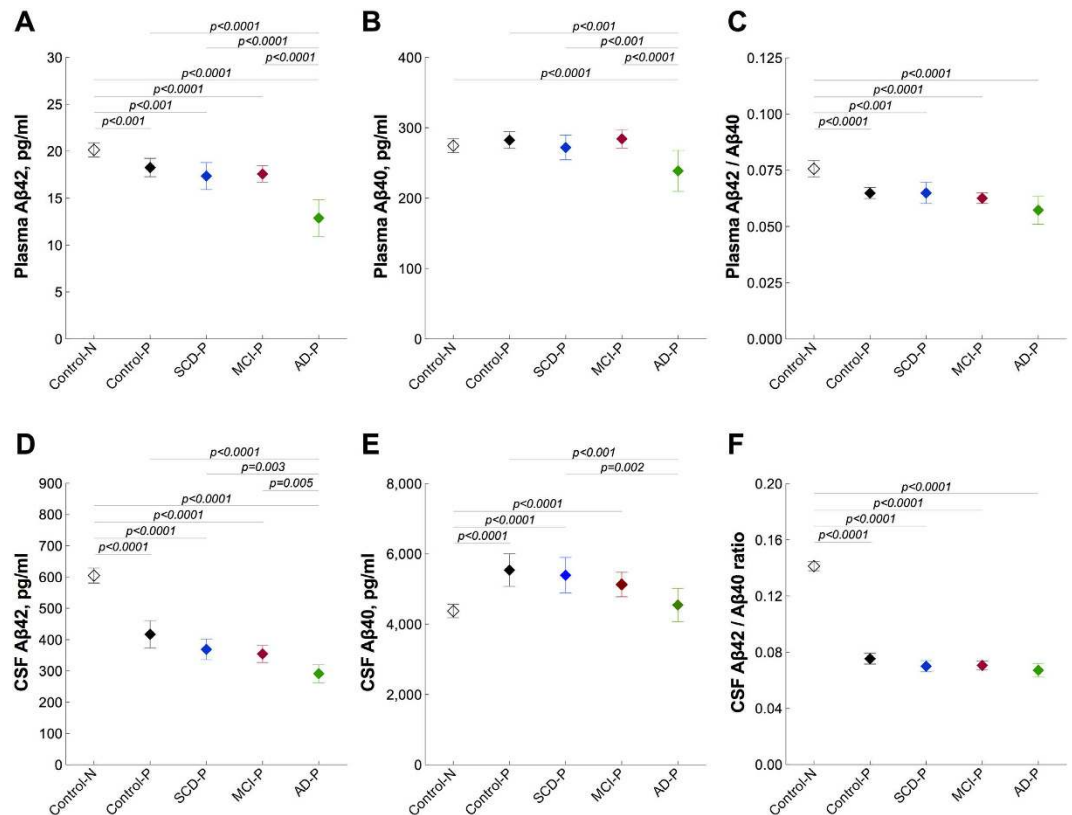 A
p<0.0001
p<0.0001
p<0.0001
p<0.0001
p<0.0001
p<0.001
p<0.001
Plasma Aβ42, pg/ml
30
25
20
15
10
5
0
Control-N
Control-P
SCD-P
MCI-P
AD-P
B
p<0.001
p<0.001
p<0.0001
p<0.0001
Plasma Aβ40, pg/ml
400
300
200
100
0
Control-N
Control-P
SCD-P
MCI-P
AD-P
C
p<0.0001
p<0.0001
p<0.001
p<0.0001
Plasma Aβ42 / Aβ40
0.125
0.100
0.075
0.050
0.025
0.000
Control-N
Control-P
SCD-P
MCI-P
AD-P
D
p<0.0001
p=0.003
p=0.005
p<0.0001
p<0.0001
p<0.0001
p<0.0001
CSF Aβ42, pg/ml
900
800
700
600
500
400
300
200
100
0
Control-N
Control-P
SCD-P
MCI-P
AD-P
E
p<0.001
p=0.002
p<0.0001
p<0.0001
p<0.0001
CSF Aβ40, pg/ml
8,000
6,000
4,000
2,000
0
Control-N
Control-P
SCD-P
MCI-P
AD-P
F
p<0.0001
p<0.0001
p<0.0001
p<0.0001
CSF Aβ42 / Aβ40 ratio
0.20
0.16
0.12
0.08
0.04
0.00
Control-N
Control-P
SCD-P
MCI-P
AD-P